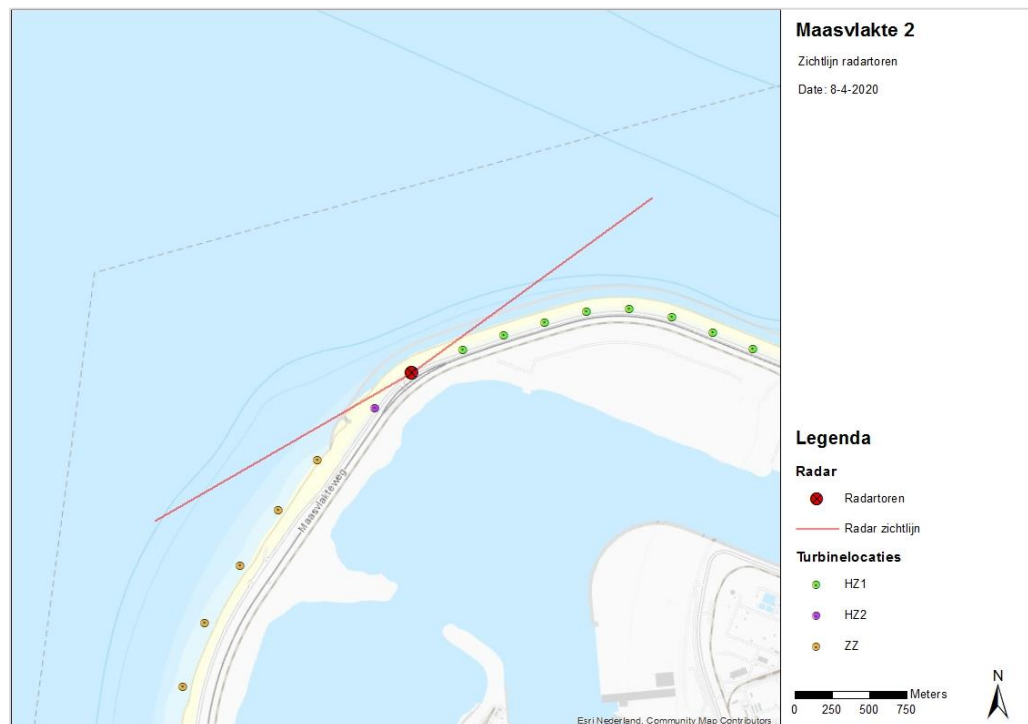 Maasvlakte 2
Zichtlijn radartoren
Date: 8-4-2020
Maasvlakteweg
Legenda
Radar
Radartoren
Radar zichtlijn
Turbinelocaties
HZ1
HZ2
ZZ
N
Meters
0 250 500 750
Esri Nederland, Community Map Contributors